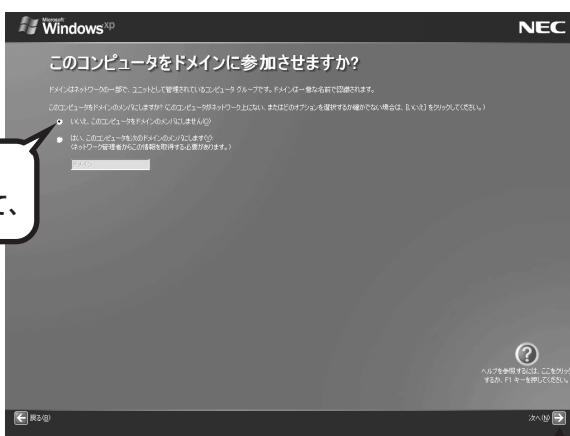 Microsoft
Windows xp
NEC
このコンピュータをドメインに参加させますか?
ドメインはネットワークの一部で、ユニットとして管理されているコンピュータ グループです。ドメインは一意な名前で認識されます。
このコンピュータをドメインのメンバにしますか? (このコンピュータがネットワーク上にない、またはどのオプションを選択するか確かでない場合は、[いいえ] をクリックしてください。)
いいえ、このコンピュータをドメインのメンバにしません(O)
はい、このコンピュータを次のドメインのメンバにします(Y):
(ネットワーク管理者からこの情報を取得する必要があります。)
ドメイン
て、
ヘルプを参照するには、ここをクリック
するか、F1 キーを押してください。
戻る(B)
次へ(N)